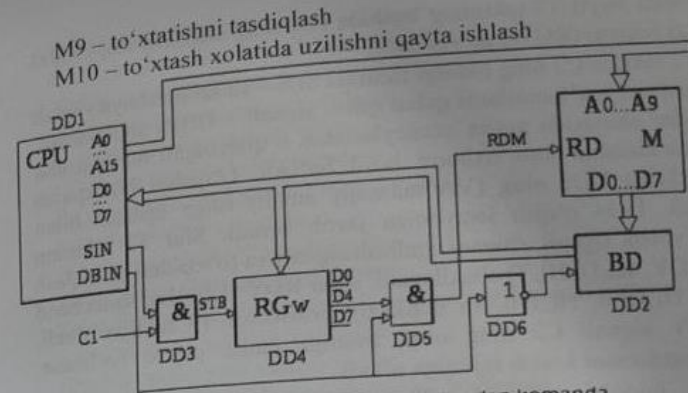 M9 – to‘xtatishni tasdiqlash
M10 – to‘xtash xolatida uzilishni qayta ishlash
DD1
CPU
A0
...
A15
D0
...
D7
SIN
DBIN
C1
&
DD3
STB
RGw
DD4
D0
D4
D7
&
DD5
RDM
1
DD6
A0...A9
RD M
D0...D7
BD
DD2
komanda